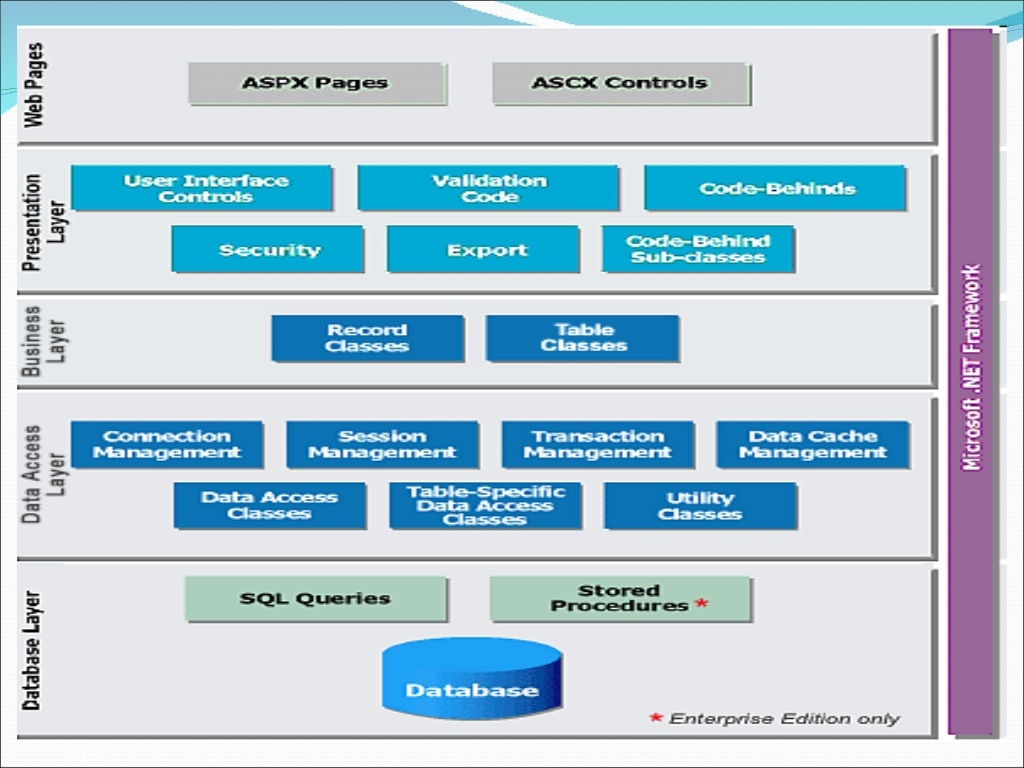 Web Pages
ASPX Pages
ASCX Controls
Presentation
Layer
User Interface
Controls
Validation
Code
Code-Behinds
Security
Export
Code-Behind
Sub-classes
Business
Layer
Record
Classes
Table
Classes
Data Access
Layer
Connection
Management
Session
Management
Transaction
Management
Data Cache
Management
Data Access
Classes
Table-Specific
Data Access
Classes
Utility
Classes
Database Layer
SQL Queries
Stored
Procedures *
Database
* Enterprise Edition only
Microsoft .NET Framework